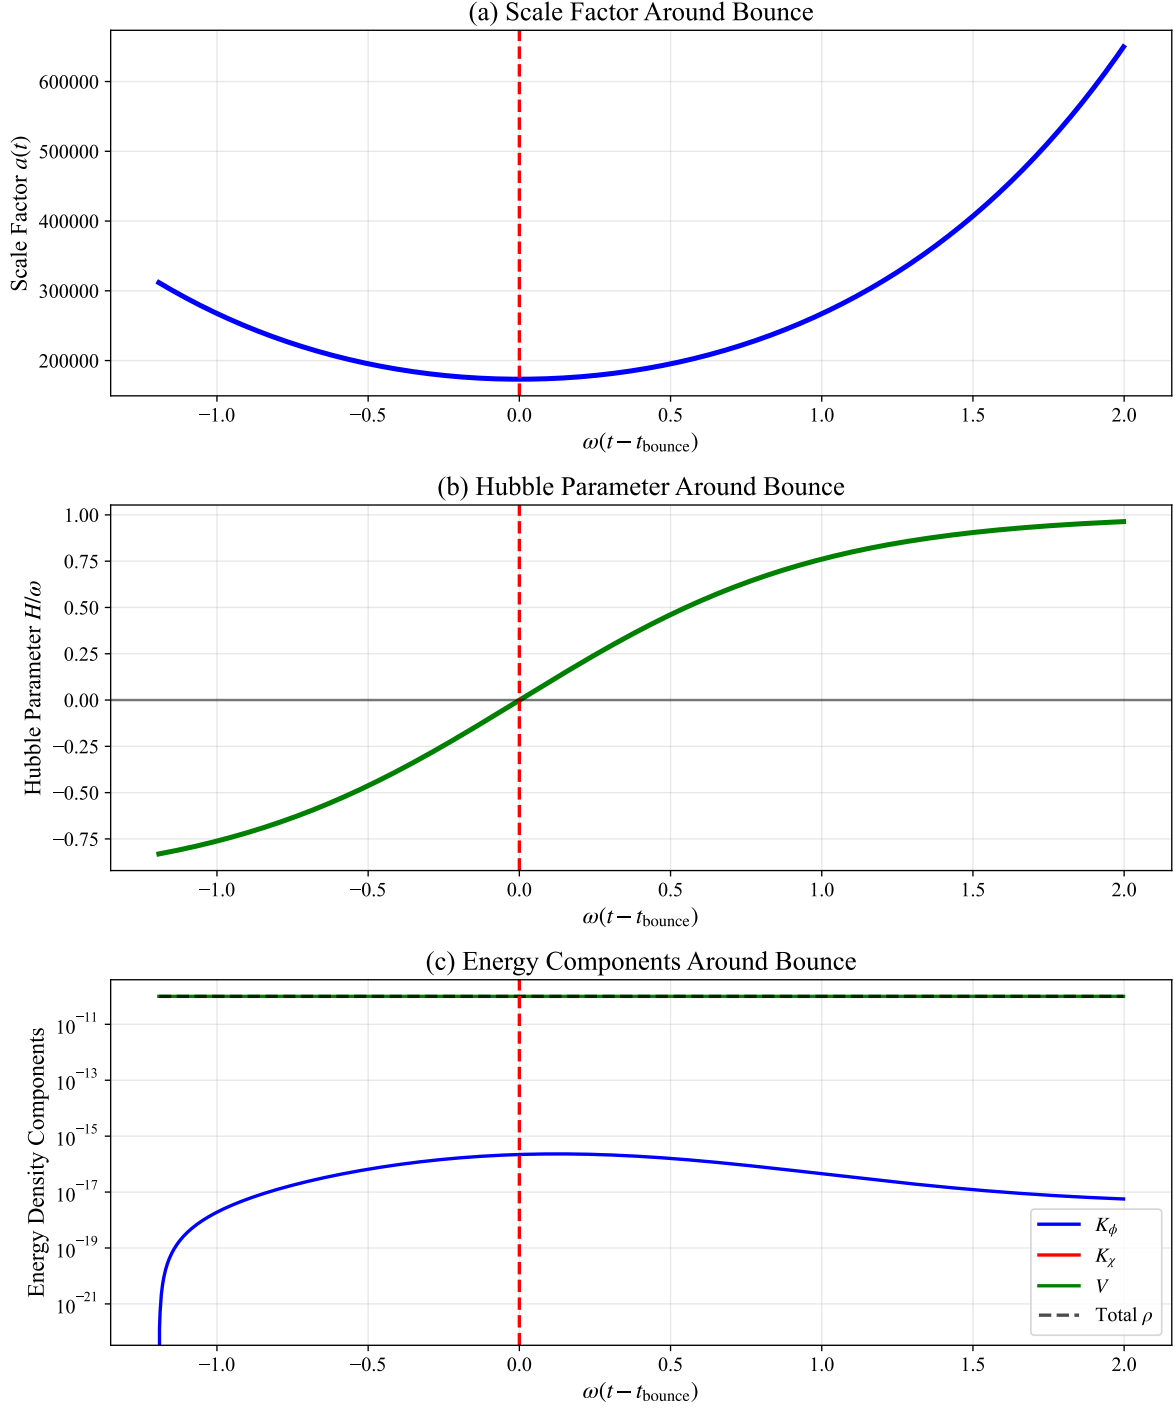 (a) Scale Factor Around Bounce
Scale Factor a(t)
600000
500000
400000
300000
200000
−1.0 −0.5 0.0 0.5 1.0 1.5 2.0
ω(t − t_bounce)
(b) Hubble Parameter Around Bounce
Hubble Parameter H/ω
1.00
0.75
0.50
0.25
0.00
−0.25
−0.50
−0.75
−1.0 −0.5 0.0 0.5 1.0 1.5 2.0
ω(t − t_bounce)
(c) Energy Components Around Bounce
Energy Density Components
10^−11
10^−13
10^−15
10^−17
10^−19
10^−21
K_ϕ
K_χ
V
Total ρ
−1.0 −0.5 0.0 0.5 1.0 1.5 2.0
ω(t − t_bounce)